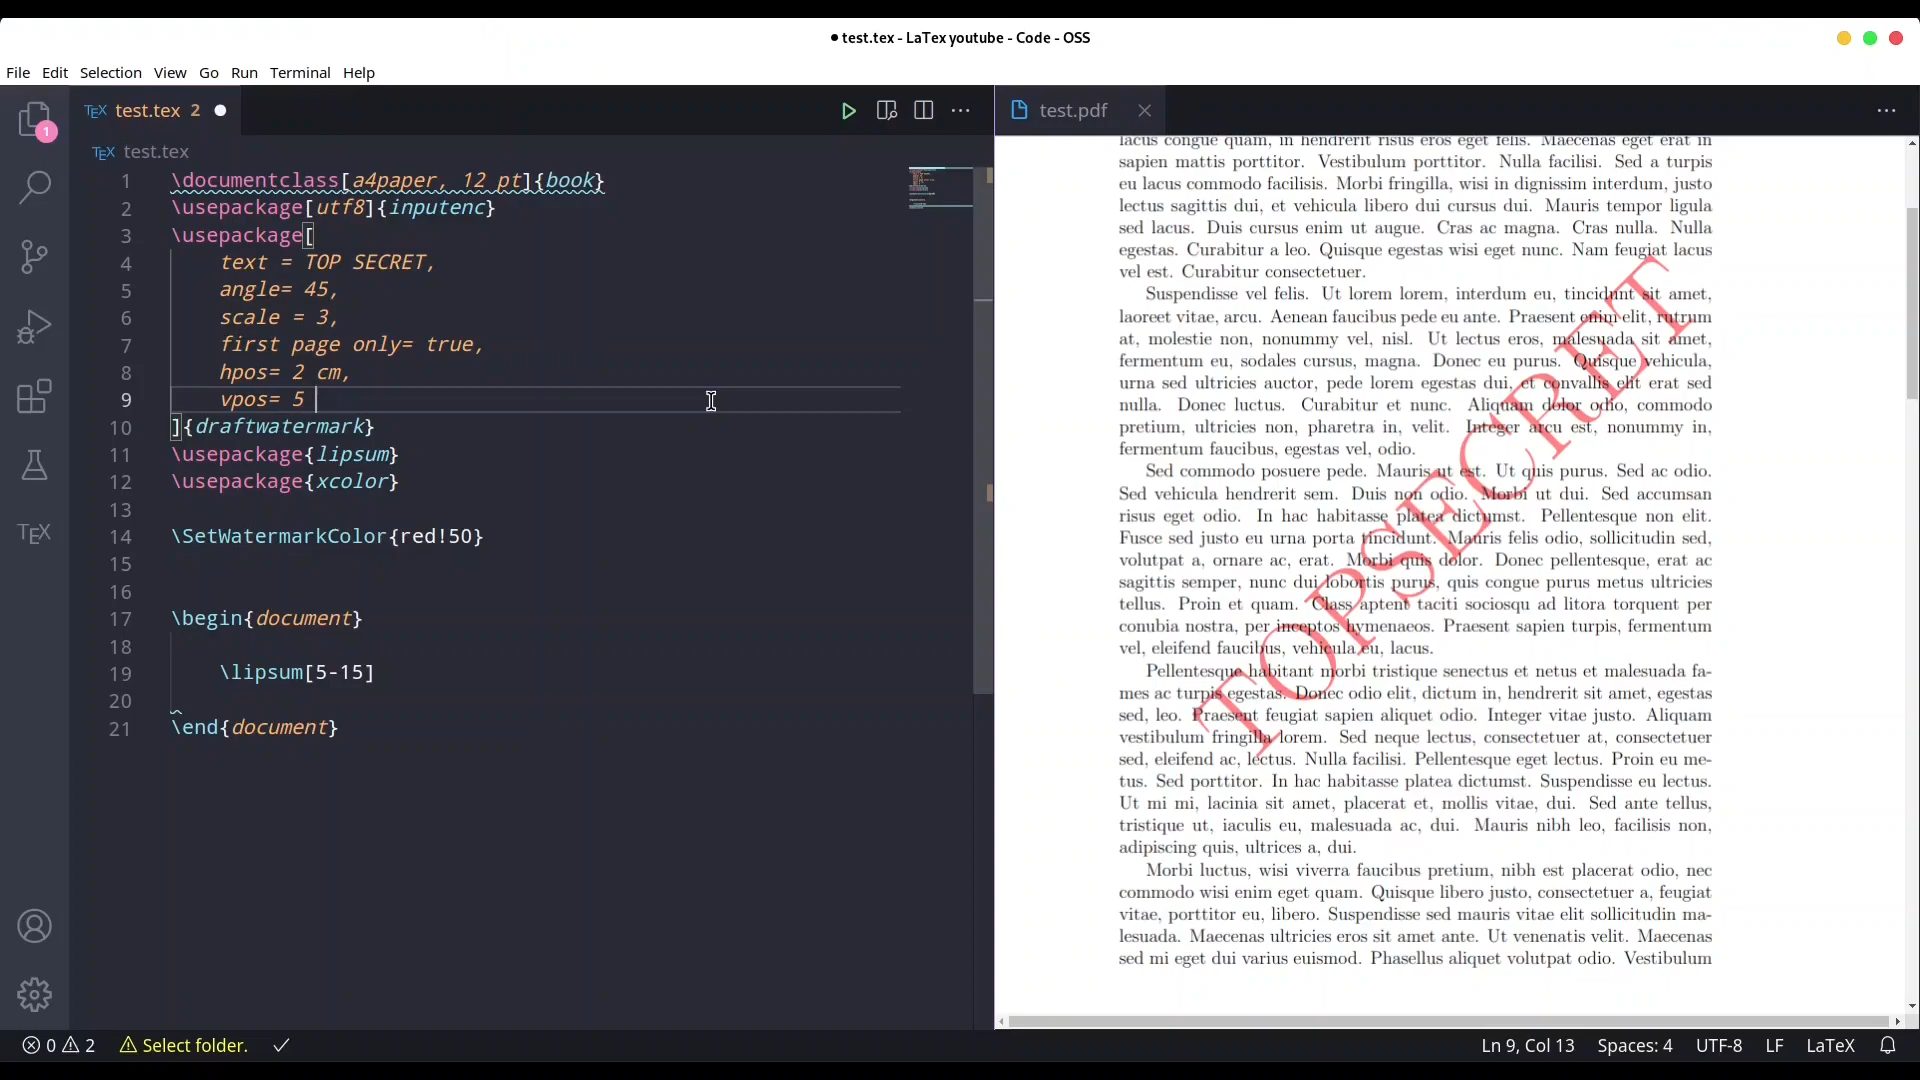 ● test.tex - LaTex youtube - Code - OSS
File Edit Selection View Go Run Terminal Help
TEX test.tex 2 ●
TEX test.tex
1 \documentclass[a4paper, 12 pt]{book}
2 \usepackage[utf8]{inputenc}
3 \usepackage[
4 text = TOP SECRET,
5 angle= 45,
6 scale = 3,
7 first page only= true,
8 hpos= 2 cm,
9 vpos= 5
10 ]{draftwatermark}
11 \usepackage{lipsum}
12 \usepackage{xcolor}
13
14 \SetWatermarkColor{red!50}
15
16
17 \begin{document}
18
19 \lipsum[5-15]
20
21 \end{document}
1
TEX
test.pdf
lacus congue quam, in hendrerit risus eros eget felis. Maecenas eget erat in
sapien mattis porttitor. Vestibulum porttitor. Nulla facilisi. Sed a turpis
eu lacus commodo facilisis. Morbi fringilla, wisi in dignissim interdum, justo
lectus sagittis dui, et vehicula libero dui cursus dui. Mauris tempor ligula
sed lacus. Duis cursus enim ut augue. Cras ac magna. Cras nulla. Nulla
egestas. Curabitur a leo. Quisque egestas wisi eget nunc. Nam feugiat lacus
vel est. Curabitur consectetuer.
Suspendisse vel felis. Ut lorem lorem, interdum eu, tincidunt sit amet,
laoreet vitae, arcu. Aenean faucibus pede eu ante. Praesent enim elit, rutrum
at, molestie non, nonummy vel, nisl. Ut lectus eros, malesuada sit amet,
fermentum eu, sodales cursus, magna. Donec eu purus. Quisque vehicula,
urna sed ultricies auctor, pede lorem egestas dui, et convallis elit erat sed
nulla. Donec luctus. Curabitur et nunc. Aliquam dolor odio, commodo
pretium, ultricies non, pharetra in, velit. Integer arcu est, nonummy in,
fermentum faucibus, egestas vel, odio.
Sed commodo posuere pede. Mauris ut est. Ut quis purus. Sed ac odio.
Sed vehicula hendrerit sem. Duis non odio. Morbi ut dui. Sed accumsan
risus eget odio. In hac habitasse platea dictumst. Pellentesque non elit.
Fusce sed justo eu urna porta tincidunt. Mauris felis odio, sollicitudin sed,
volutpat a, ornare ac, erat. Morbi quis dolor. Donec pellentesque, erat ac
sagittis semper, nunc dui lobortis purus, quis congue purus metus ultricies
tellus. Proin et quam. Class aptent taciti sociosqu ad litora torquent per
conubia nostra, per inceptos hymenaeos. Praesent sapien turpis, fermentum
vel, eleifend faucibus, vehicula eu, lacus.
Pellentesque habitant morbi tristique senectus et netus et malesuada fa-
mes ac turpis egestas. Donec odio elit, dictum in, hendrerit sit amet, egestas
sed, leo. Praesent feugiat sapien aliquet odio. Integer vitae justo. Aliquam
vestibulum fringilla lorem. Sed neque lectus, consectetuer at, consectetuer
sed, eleifend ac, lectus. Nulla facilisi. Pellentesque eget lectus. Proin eu me-
tus. Sed porttitor. In hac habitasse platea dictumst. Suspendisse eu lectus.
Ut mi mi, lacinia sit amet, placerat et, mollis vitae, dui. Sed ante tellus,
tristique ut, iaculis eu, malesuada ac, dui. Mauris nibh leo, facilisis non,
adipiscing quis, ultrices a, dui.
Morbi luctus, wisi viverra faucibus pretium, nibh est placerat odio, nec
commodo wisi enim eget quam. Quisque libero justo, consectetuer a, feugiat
vitae, porttitor eu, libero. Suspendisse sed mauris vitae elit sollicitudin ma-
lesuada. Maecenas ultricies eros sit amet ante. Ut venenatis velit. Maecenas
sed mi eget dui varius euismod. Phasellus aliquet volutpat odio. Vestibulum
TOPSECRET
0 2 Select folder. Ln 9, Col 13 Spaces: 4 UTF-8 LF LaTeX